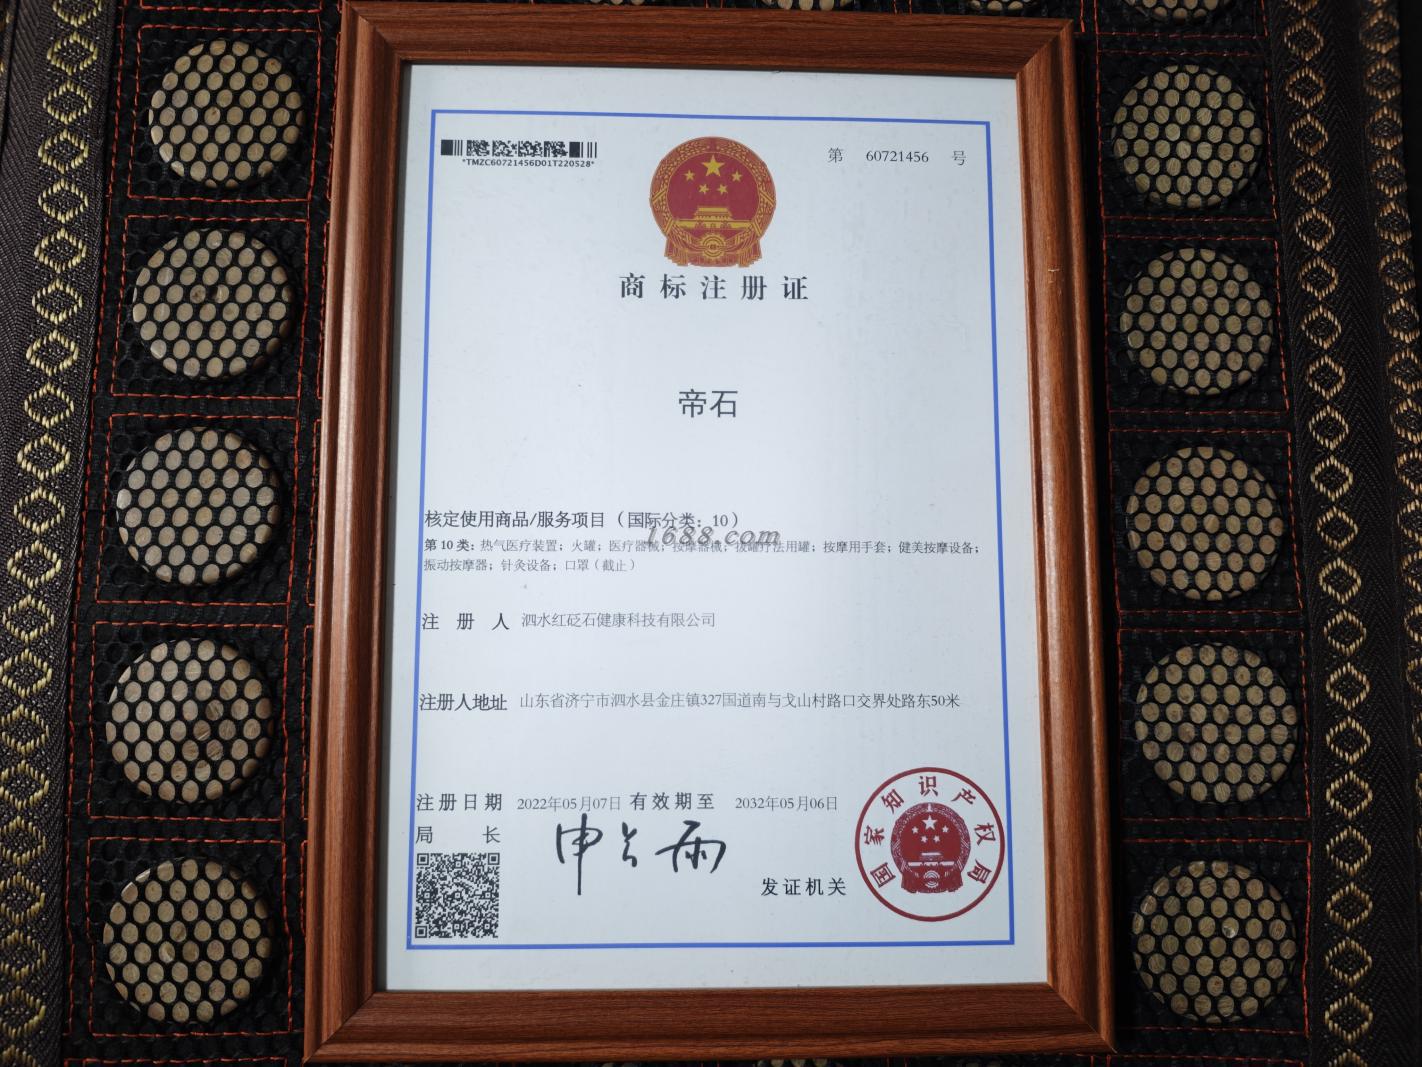 *TMZC60721456D01T220528*
第 60721456 号
商标注册证
帝石
核定使用商品/服务项目（国际分类：10）
1688.com
第10类：热气医疗装置；火罐；医疗器械；按摩器械；拔罐疗法用罐；按摩用手套；健美按摩设备；
振动按摩器；针灸设备；口罩（截止）
注册人 泗水红砭石健康科技有限公司
注册人地址 山东省济宁市泗水县金庄镇327国道南与戈山村路口交界处路东50米
注册日期 2022年05月07日 有效期至 2032年05月06日
局长 申长雨
发证机关
国家知识产权局